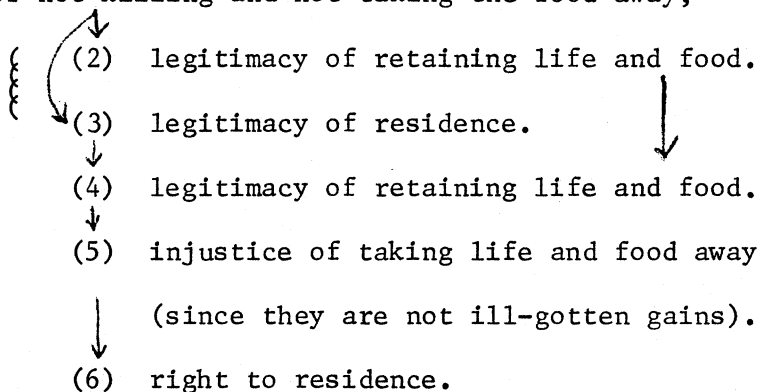 of not killing and not taking the food away,
(2) legitimacy of retaining life and food.
(3) legitimacy of residence.
(4) legitimacy of retaining life and food.
(5) injustice of taking life and food away
(since they are not ill-gotten gains).
(6) right to residence.